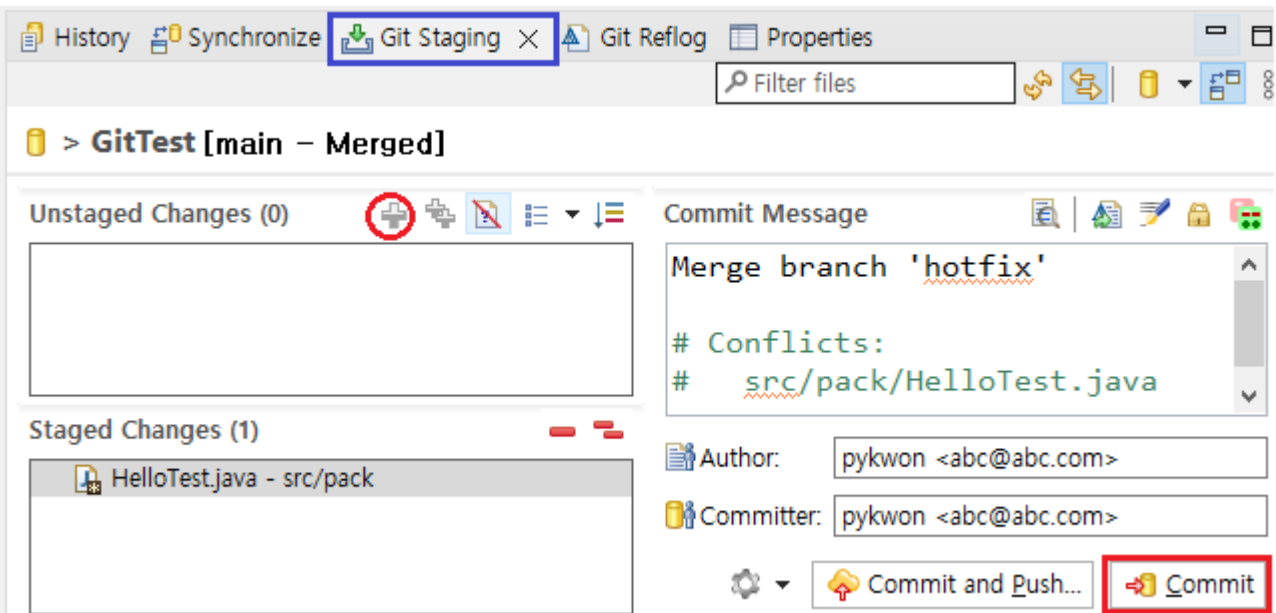 History Synchronize Git Staging Git Reflog Properties
Filter files
> GitTest [main - Merged]
Unstaged Changes (0)
Commit Message
Merge branch 'hotfix'
# Conflicts:
# src/pack/HelloTest.java
Staged Changes (1)
HelloTest.java - src/pack
Author: pykwon <abc@abc.com>
Committer: pykwon <abc@abc.com>
Commit and Push... Commit